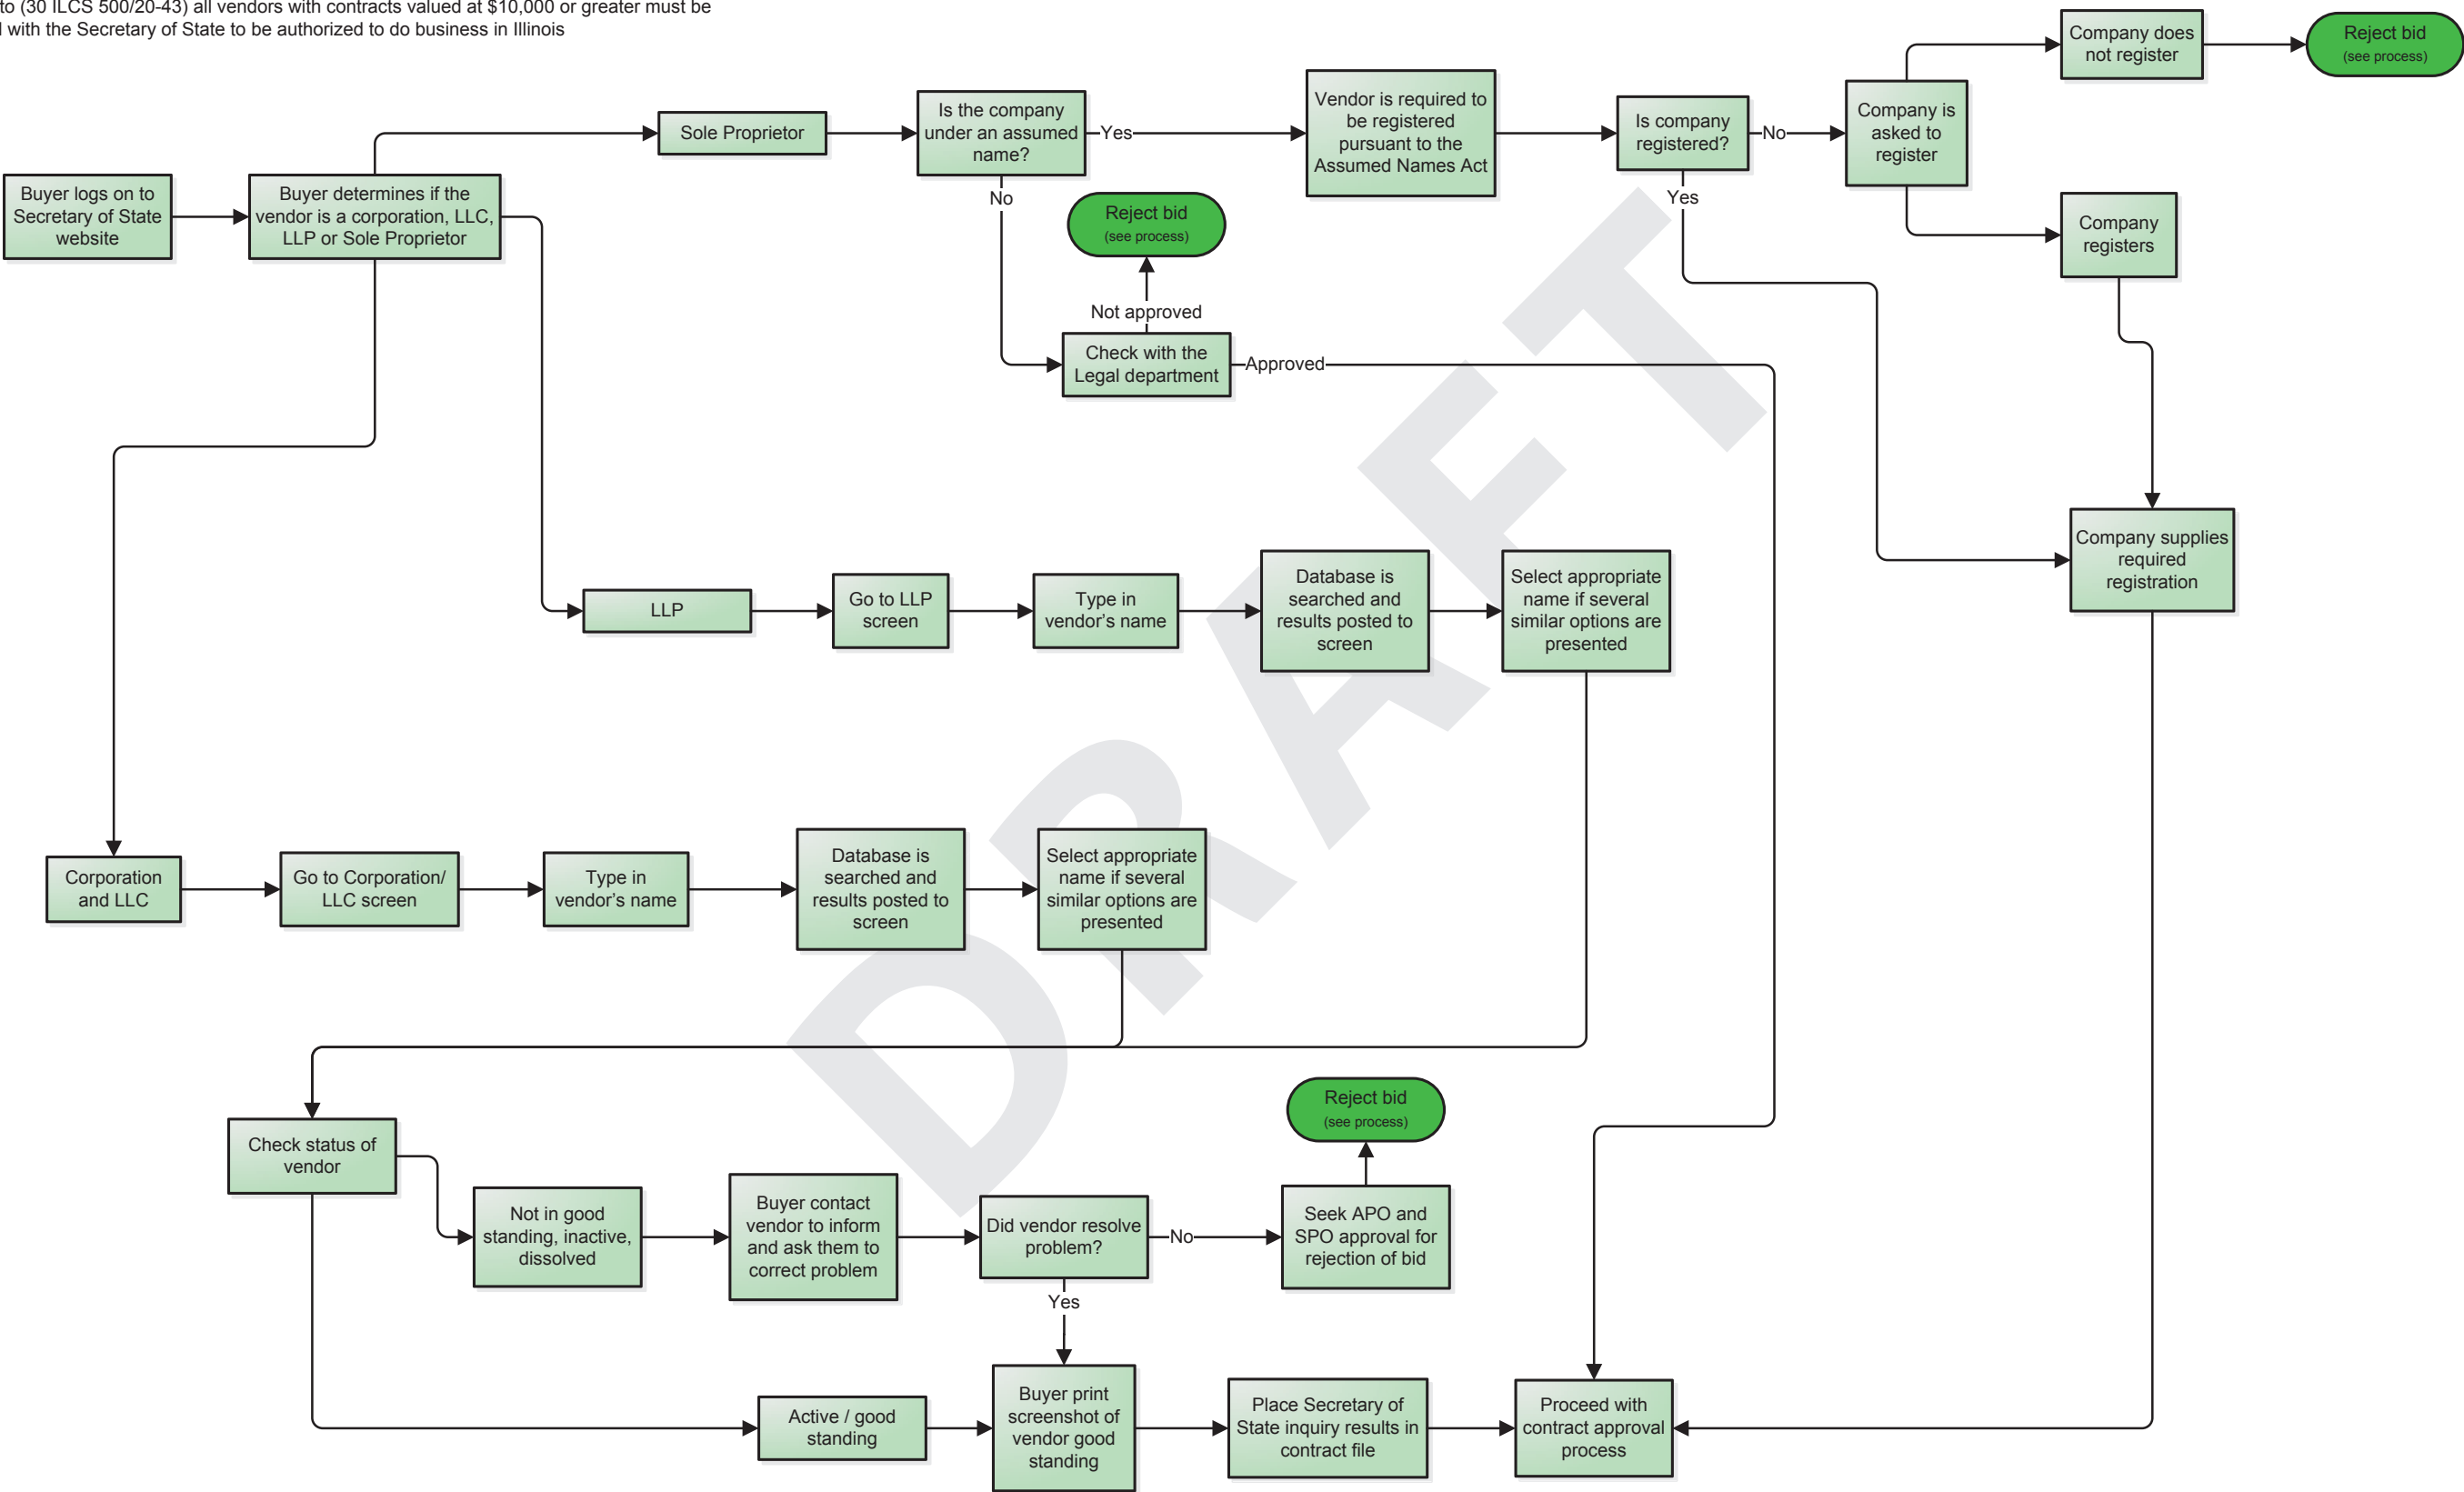 to (30 ILCS 500/20-43) all vendors with contracts valued at $10,000 or greater must be
with the Secretary of State to be authorized to do business in Illinois
Company does
not register
Reject bid
(see process)
Sole Proprietor
Is the company
under an assumed
name?
Yes
No
Vendor is required to
be registered
pursuant to the
Assumed Names Act
Is company
registered?
No
Yes
Company is
asked to
register
Buyer logs on to
Secretary of State
website
Buyer determines if the
vendor is a corporation, LLC,
LLP or Sole Proprietor
Reject bid
(see process)
Not approved
Check with the
Legal department
Approved
Company
registers
Company supplies
required
registration
LLP
Go to LLP
screen
Type in
vendor’s name
Database is
searched and
results posted to
screen
Select appropriate
name if several
similar options are
presented
Corporation
and LLC
Go to Corporation/
LLC screen
Type in
vendor’s name
Database is
searched and
results posted to
screen
Select appropriate
name if several
similar options are
presented
DRAFT
Check status of
vendor
Not in good
standing, inactive,
dissolved
Buyer contact
vendor to inform
and ask them to
correct problem
Did vendor resolve
problem?
No
Yes
Seek APO and
SPO approval for
rejection of bid
Reject bid
(see process)
Active / good
standing
Buyer print
screenshot of
vendor good
standing
Place Secretary of
State inquiry results in
contract file
Proceed with
contract approval
process